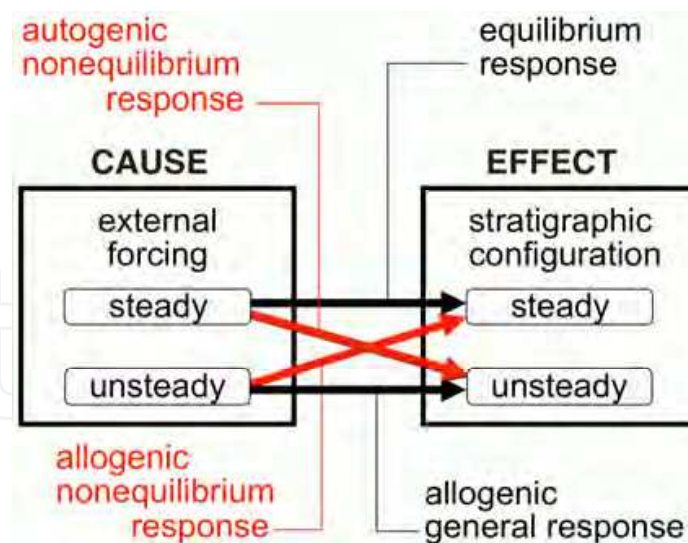 autogenic
nonequilibrium
response
equilibrium
response
CAUSE
EFFECT
external
forcing
steady
unsteady
stratigraphic
configuration
steady
unsteady
allogenic
nonequilibrium
response
allogenic
general response